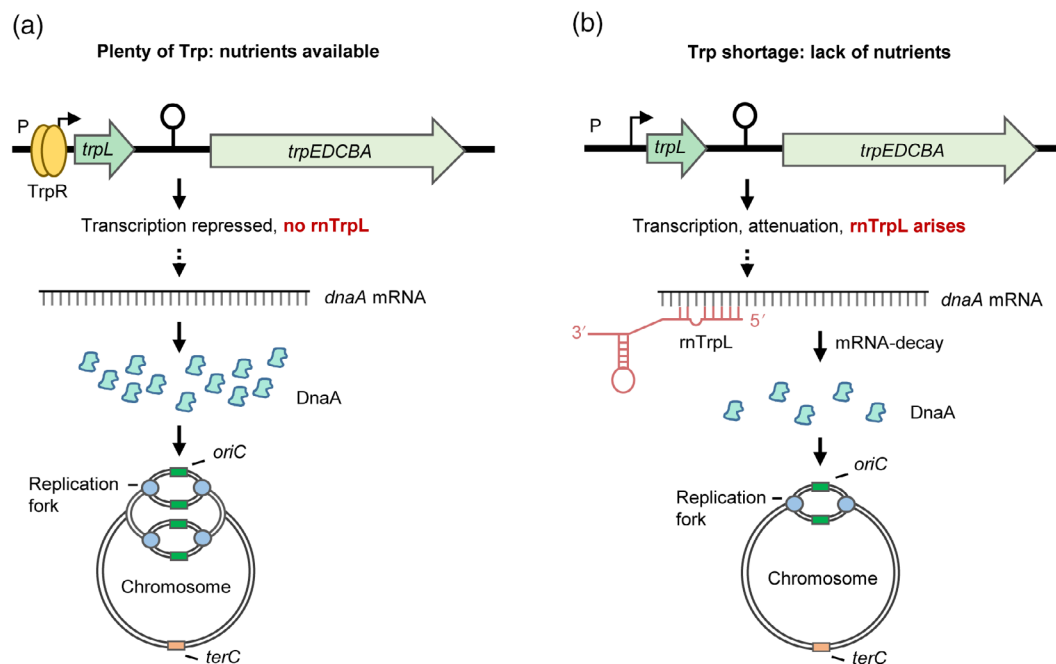 (a)
Plenty of Trp: nutrients available
P
trpL
trpEDCBA
TrpR
Transcription repressed, no rnTrpL
dnaA mRNA
DnaA
oriC
Replication
fork
Chromosome
terC
(b)
Trp shortage: lack of nutrients
P
trpL
trpEDCBA
Transcription, attenuation, rnTrpL arises
dnaA mRNA
3′
5′
rnTrpL
mRNA-decay
DnaA
oriC
Replication
fork
Chromosome
terC